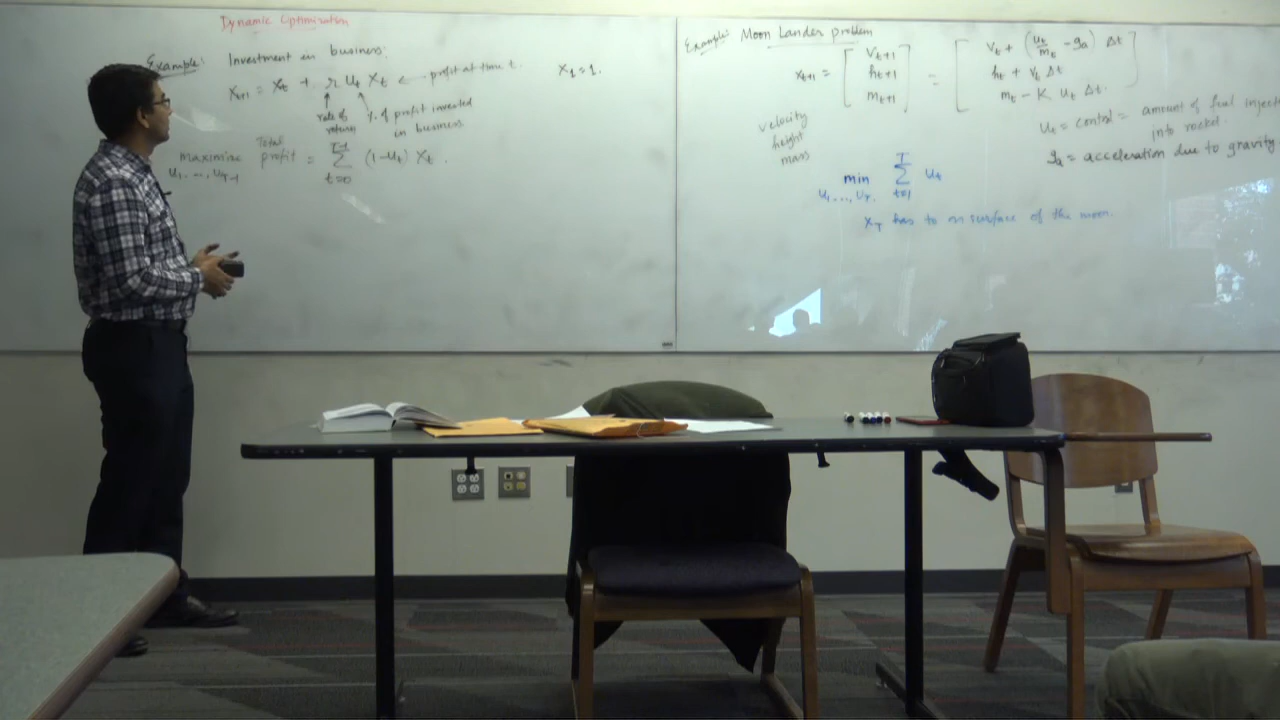 Dynamic Optimization
Example: Investment in business:
x_{t+1} = x_t + r u_t x_t ← profit at time t.
x_1 = 1.
rate of return
% of profit invested in business
maximize Total profit = \sum_{t=0}^{T-1} (1-u_t) x_t.
u_1, ..., u_{T-1}
Example: Moon Lander problem
x_{t+1} = [ v_{t+1} h_{t+1} m_{t+1} ] = [ v_t + (u_t/m_t - g_a) Δt
h_t + v_t Δt
m_t - K u_t Δt. ]
velocity
height
mass
u_t = control = amount of fuel inject
into rocket.
g_a = acceleration due to gravity.
min \sum_{t=1}^{T} u_t
u_1, ..., u_T.
x_T has to on surface of the moon.